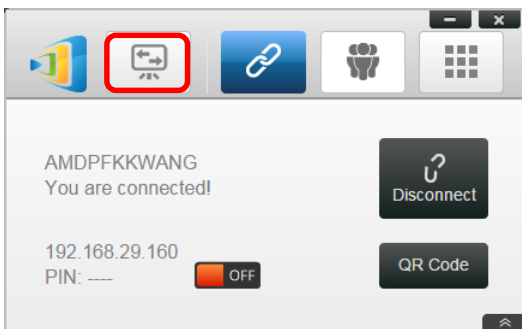 AMDPFKKWANG
You are connected!
Disconnect
192.168.29.160
PIN: ----
OFF
QR Code